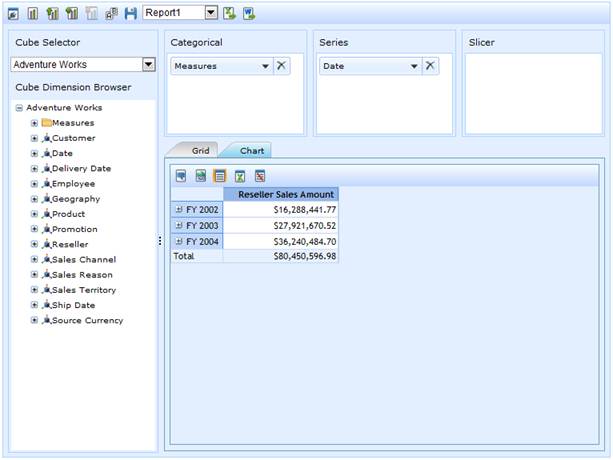 Report1
Cube Selector
Adventure Works
Cube Dimension Browser
Adventure Works
Measures
Customer
Date
Delivery Date
Employee
Geography
Product
Promotion
Reseller
Sales Channel
Sales Reason
Sales Territory
Ship Date
Source Currency
Categorical
Measures
Series
Date
Slicer
Grid
Chart
Reseller Sales Amount
FY 2002 $16,288,441.77
FY 2003 $27,921,670.52
FY 2004 $36,240,484.70
Total $80,450,596.98